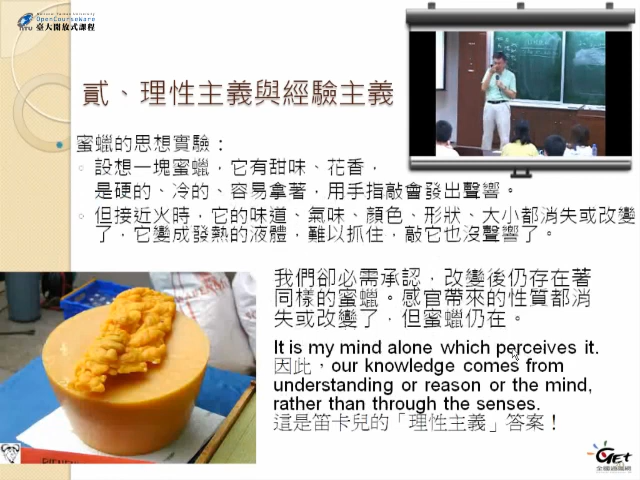 National Taiwan University
OpenCourseWare
NTU 臺大開放式課程
貳、理性主義與經驗主義
蜜蠟的思想實驗：
設想一塊蜜蠟，它有甜味、花香，
是硬的、冷的、容易拿著，用手指敲會發出聲響。
但接近火時，它的味道、氣味、顏色、形狀、大小都消失或改變
了，它變成發熱的液體，難以抓住，敲它也沒聲響了。
我們卻必需承認，改變後仍存在著
同樣的蜜蠟。感官帶來的性質都消
失或改變了，但蜜蠟仍在。
It is my mind alone which perceives it.
因此，our knowledge comes from
understanding or reason or the mind,
rather than through the senses.
這是笛卡兒的「理性主義」答案！